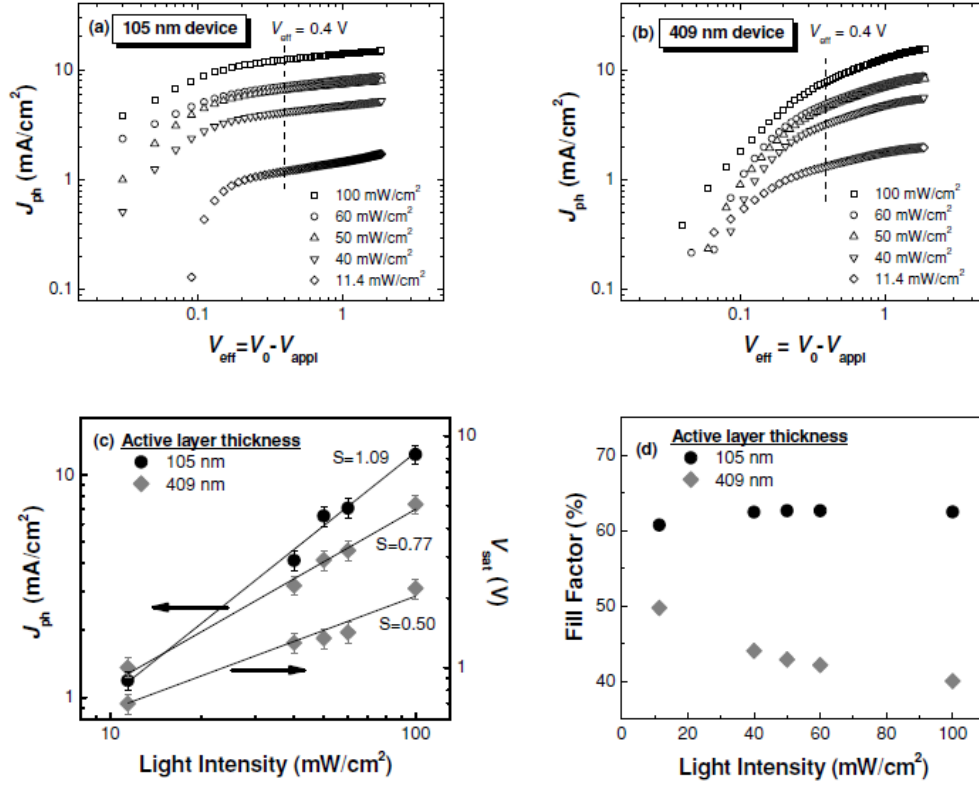 (a) 105 nm device
V_eff = 0.4 V
10
1
0.1
J_ph (mA/cm²)
100 mW/cm²
60 mW/cm²
50 mW/cm²
40 mW/cm²
11.4 mW/cm²
0.1 1
V_eff=V_0-V_appl
(b) 409 nm device
V_eff = 0.4 V
10
1
0.1
J_ph (mA/cm²)
100 mW/cm²
60 mW/cm²
50 mW/cm²
40 mW/cm²
11.4 mW/cm²
0.1 1
V_eff = V_0-V_appl
(c) Active layer thickness
105 nm
409 nm
S=1.09
S=0.77
S=0.50
10
1
J_ph (mA/cm²)
10
1
V_sat (V)
10 100
Light Intensity (mW/cm²)
(d) Active layer thickness
105 nm
409 nm
70
60
50
40
Fill Factor (%)
0 20 40 60 80 100
Light Intensity (mW/cm²)